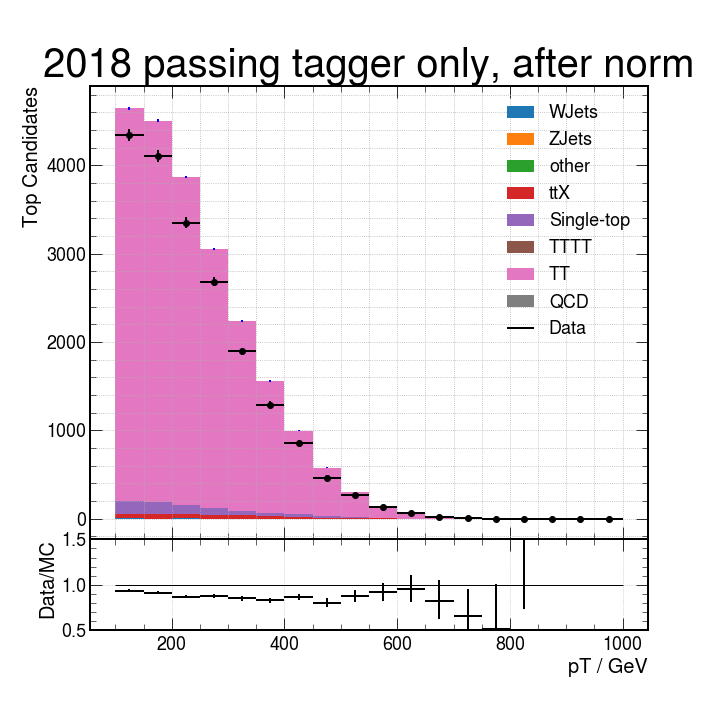 2018 passing tagger only, after norm
Top Candidates
4000
3000
2000
1000
0
WJets
ZJets
other
ttX
Single-top
TTTT
TT
QCD
Data
Data/MC
1.5
1.0
0.5
200
400
600
800
1000
pT / GeV